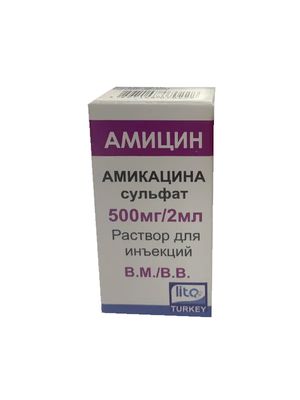 АМИЦИН
АМИКАЦИНА
сульфат
500мг/2мл
Раствор для
инъекций
В.М./В.В.
lito
TURKEY